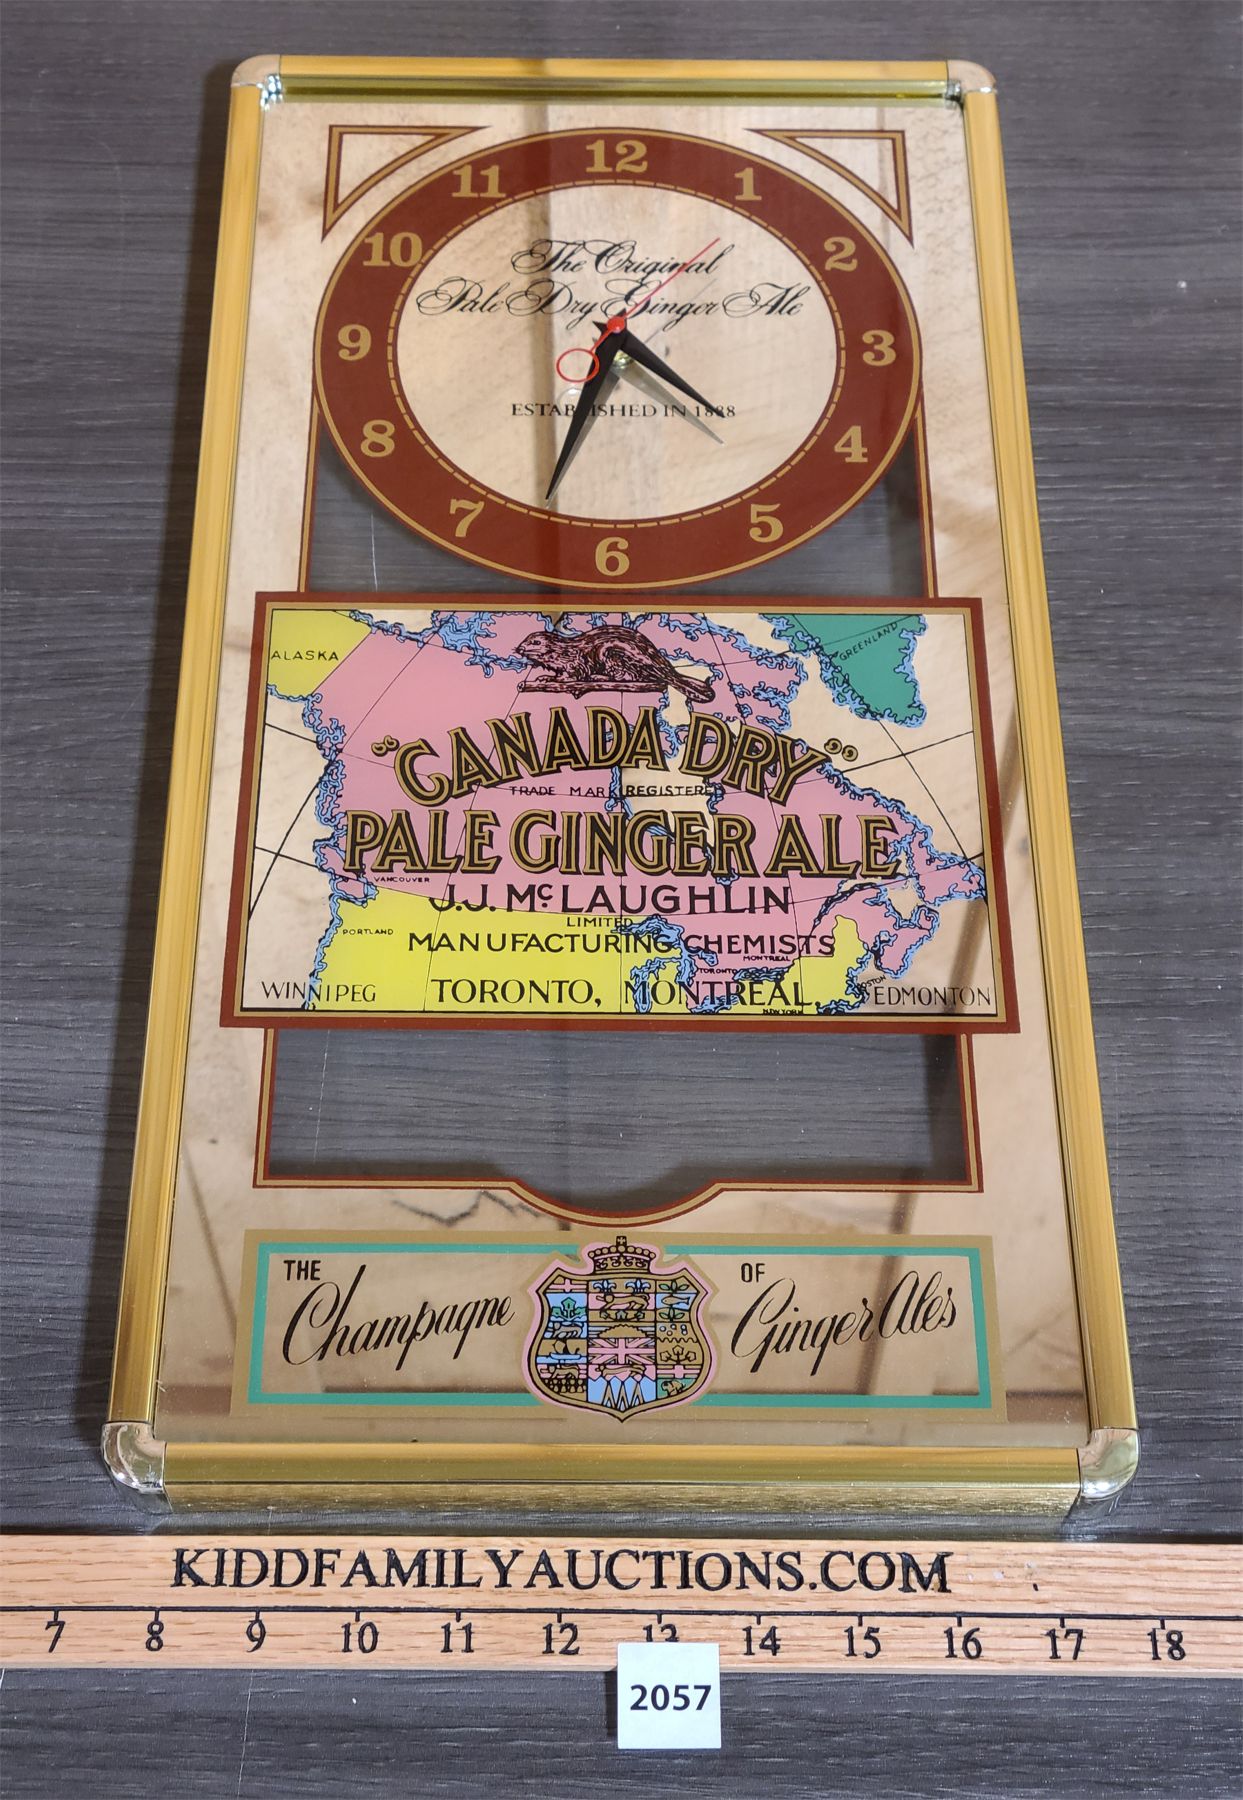 12
11
1
10
2
9
3
8
4
7
5
6
The Original
Pale Dry Ginger Ale
ESTABLISHED IN 1888
ALASKA
GREENLAND
"CANADA DRY"
TRADE MARK REGISTERED
PALE GINGER ALE
VANCOUVER
J.J. McLAUGHLIN
LIMITED
PORTLAND
MANUFACTURING CHEMISTS
MONTREAL
TORONTO
BOSTON
WINNIPEG TORONTO, MONTREAL, EDMONTON
NEW YORK
THE Champagne OF Ginger Ales
KIDDFAMILYAUCTIONS.COM
7 8 9 10 11 12 13 14 15 16 17 18
2057